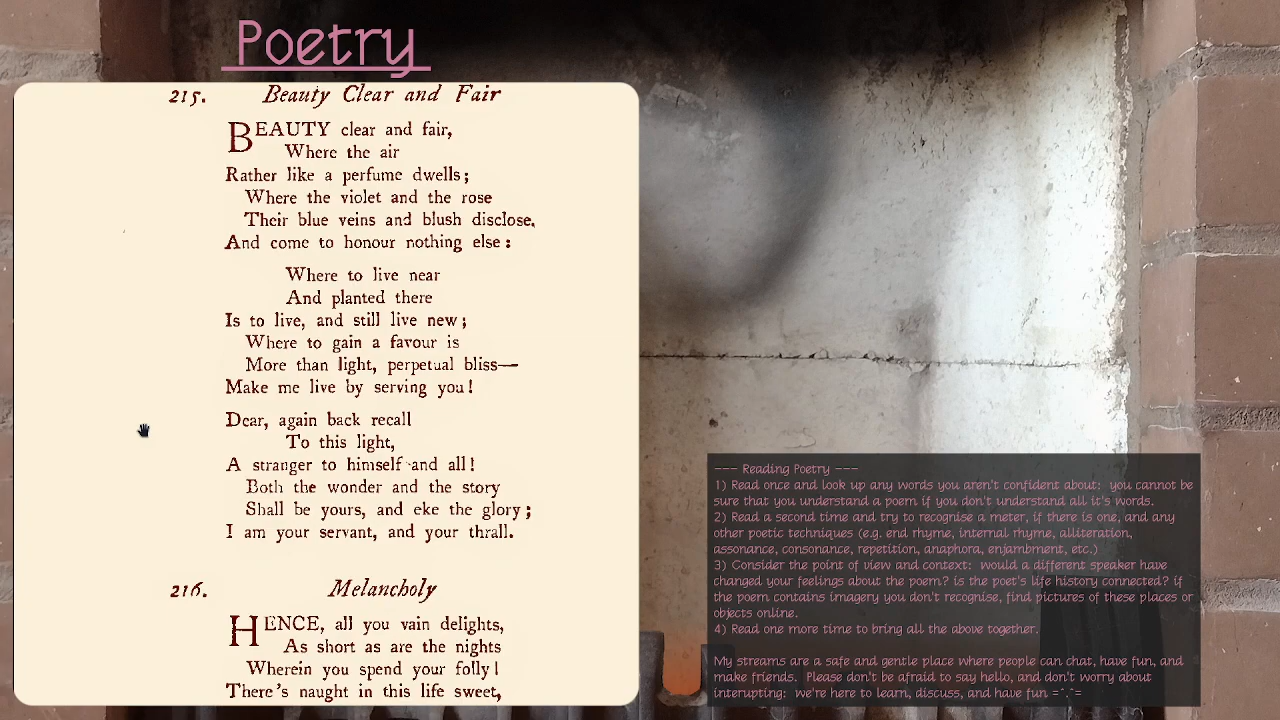 Poetry
215. Beauty Clear and Fair
BEAUTY clear and fair,
Where the air
Rather like a perfume dwells;
Where the violet and the rose
Their blue veins and blush disclose,
And come to honour nothing else:
Where to live near
And planted there
Is to live, and still live new;
Where to gain a favour is
More than light, perpetual bliss—
Make me live by serving you!
Dear, again back recall
To this light,
A stranger to himself and all!
Both the wonder and the story
Shall be yours, and eke the glory;
I am your servant, and your thrall.
216. Melancholy
HENCE, all you vain delights,
As short as are the nights
Wherein you spend your folly!
There's naught in this life sweet,
--- Reading Poetry ---
1) Read once and look up any words you aren't confident about: you cannot be
sure that you understand a poem if you don't understand all it's words.
2) Read a second time and try to recognise a meter, if there is one, and any
other poetic techniques (e.g. end rhyme, internal rhyme, alliteration,
assonance, consonance, repetition, anaphora, enjambment, etc.)
3) Consider the point of view and context: would a different speaker have
changed your feelings about the poem? is the poet's life history connected? if
the poem contains imagery you don't recognise, find pictures of these places or
objects online.
4) Read one more time to bring all the above together.
My streams are a safe and gentle place where people can chat, have fun, and
make friends. Please don't be afraid to say hello, and don't worry about
interupting: we're here to learn, discuss, and have fun =^.^=